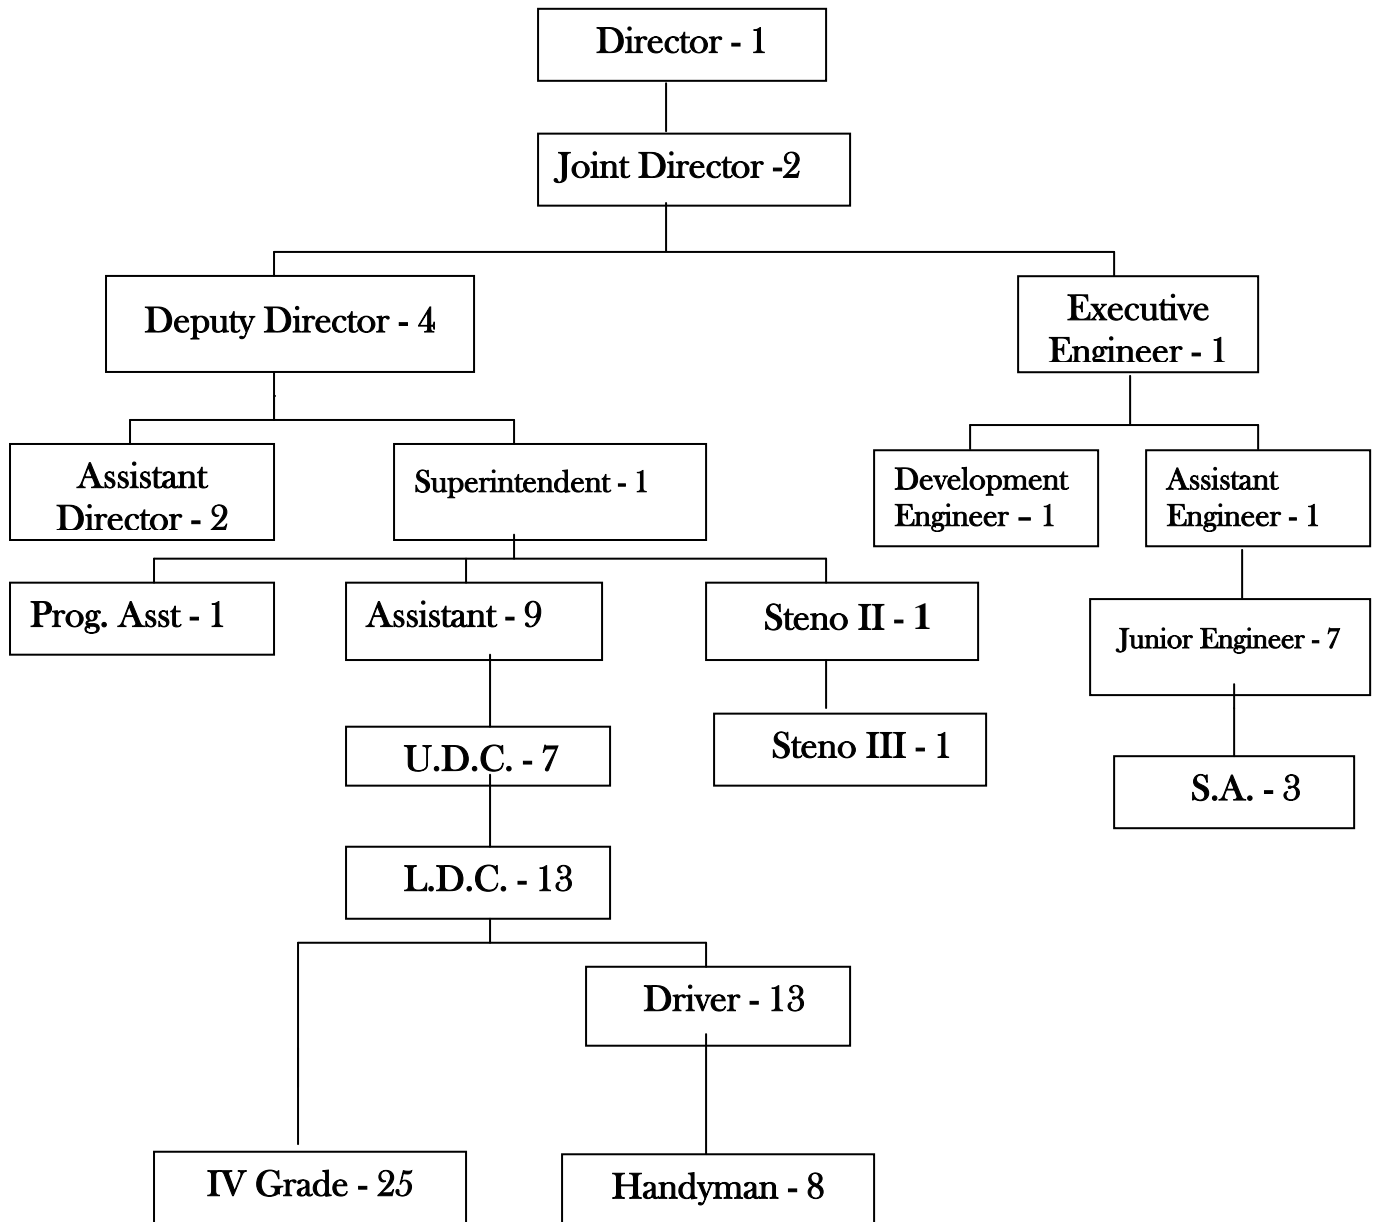 Director - 1
Joint Director -2
Deputy Director - 4
Executive
Engineer - 1
Assistant
Director - 2
Superintendent - 1
Development
Engineer – 1
Assistant
Engineer - 1
Prog. Asst - 1
Assistant - 9
Steno II - 1
Junior Engineer - 7
U.D.C. - 7
Steno III - 1
S.A. - 3
L.D.C. - 13
Driver - 13
IV Grade - 25
Handyman - 8